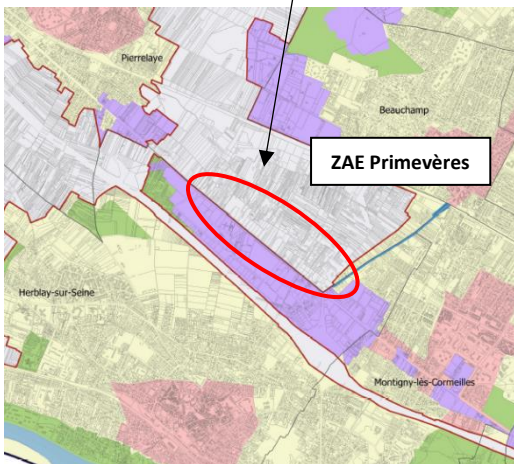 Pierrelaye
Beauchamp
ZAE Primevères
Herblay-sur-Seine
Montigny-lès-Cormeilles